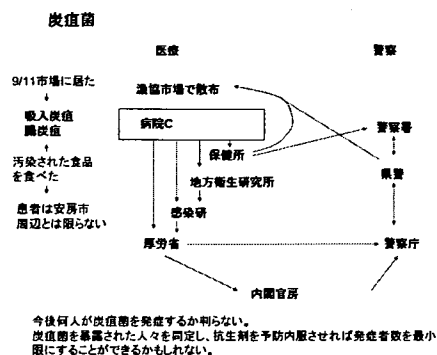 炭疽菌
医療
警察
9/11市場に居た
漁協市場で散布
吸入炭疽
腸炭疽
病院C
警察署
保健所
汚染された食品
を食べた
地方衛生研究所
県警
患者は安房市
周辺とは限らない
感染研
厚労省
警察庁
内閣官房
今後何人が炭疽菌を発症するか判らない。
炭疽菌を暴露された人々を同定し、抗生剤を予防内服させれば発症者数を最小
限にすることができるかもしれない。